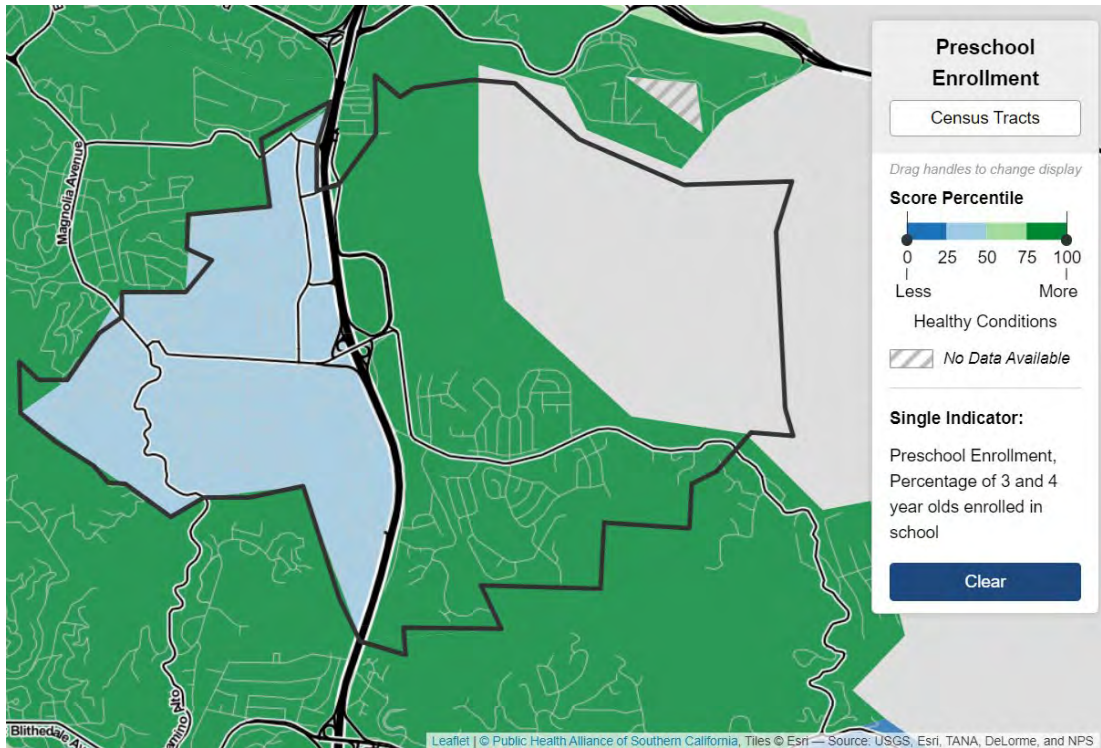 Preschool
Enrollment
Census Tracts
Drag handles to change display
Score Percentile
0 25 50 75 100
Less More
Healthy Conditions
No Data Available
Single Indicator:
Preschool Enrollment,
Percentage of 3 and 4
year olds enrolled in
school
Clear
Magnolia Avenue
Blithedale Av
amino Alto
Leaflet | © Public Health Alliance of Southern California, Tiles © Esri — Source: USGS, Esri, TANA, DeLorme, and NPS